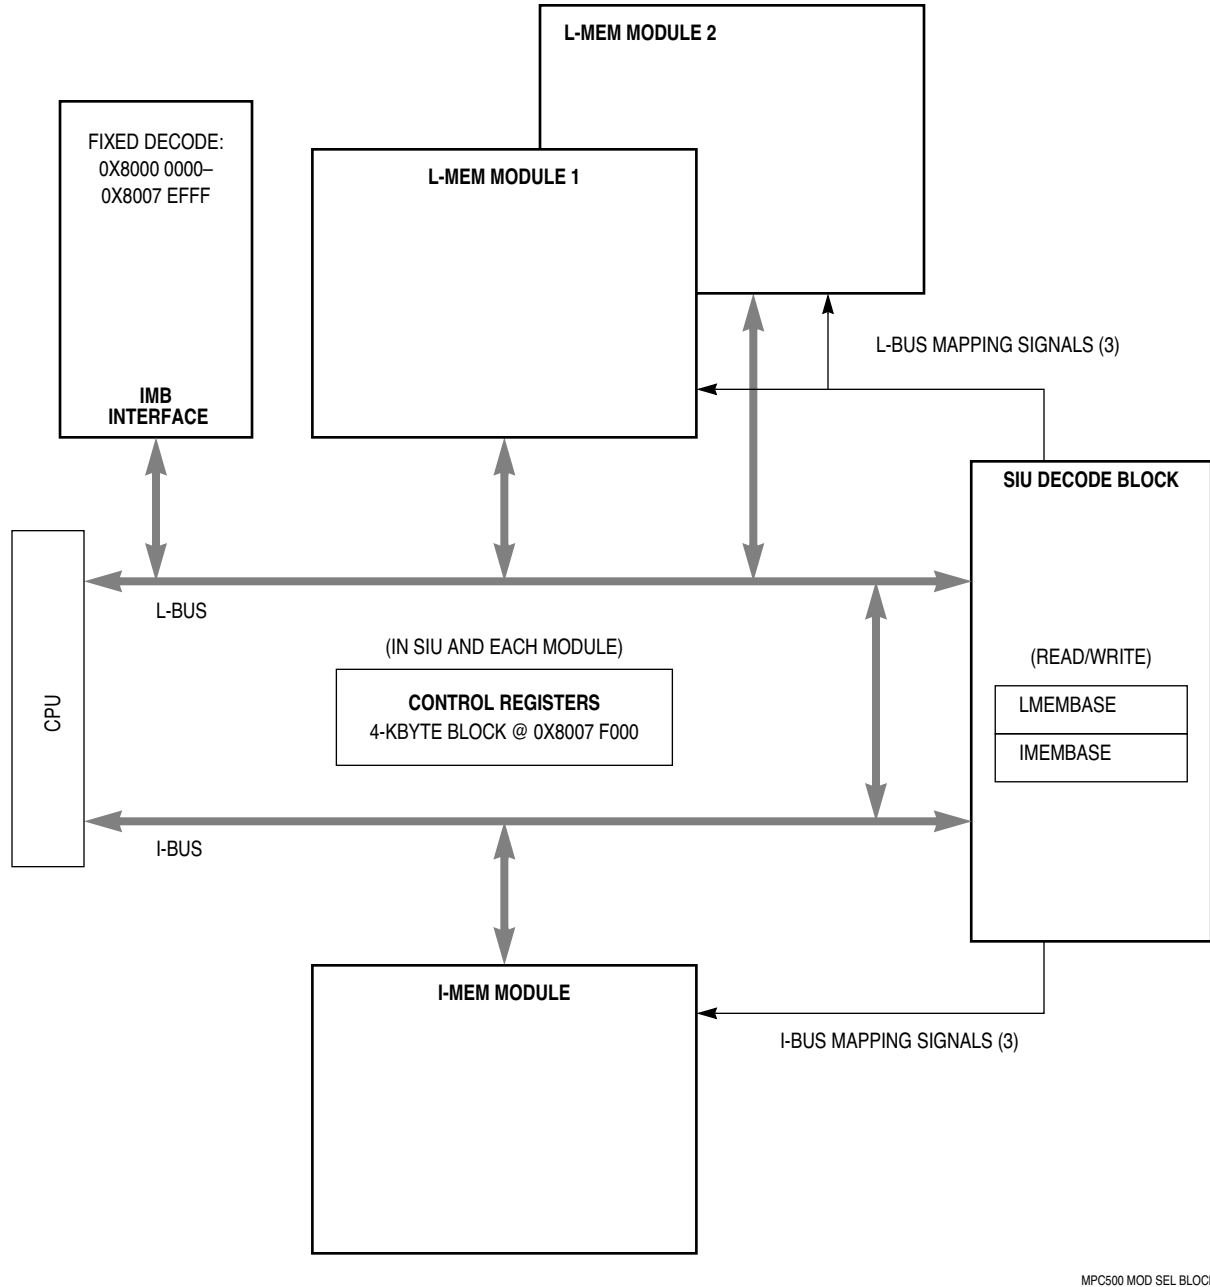 L-MEM MODULE 2
FIXED DECODE:
0X8000 0000–
0X8007 EFFF
L-MEM MODULE 1
L-BUS MAPPING SIGNALS (3)
IMB
INTERFACE
SIU DECODE BLOCK
L-BUS
(IN SIU AND EACH MODULE)
CONTROL REGISTERS
4-KBYTE BLOCK @ 0X8007 F000
(READ/WRITE)
LMEMBASE
IMEMBASE
CPU
I-BUS
I-MEM MODULE
I-BUS MAPPING SIGNALS (3)
MPC500 MOD SEL BLOCK